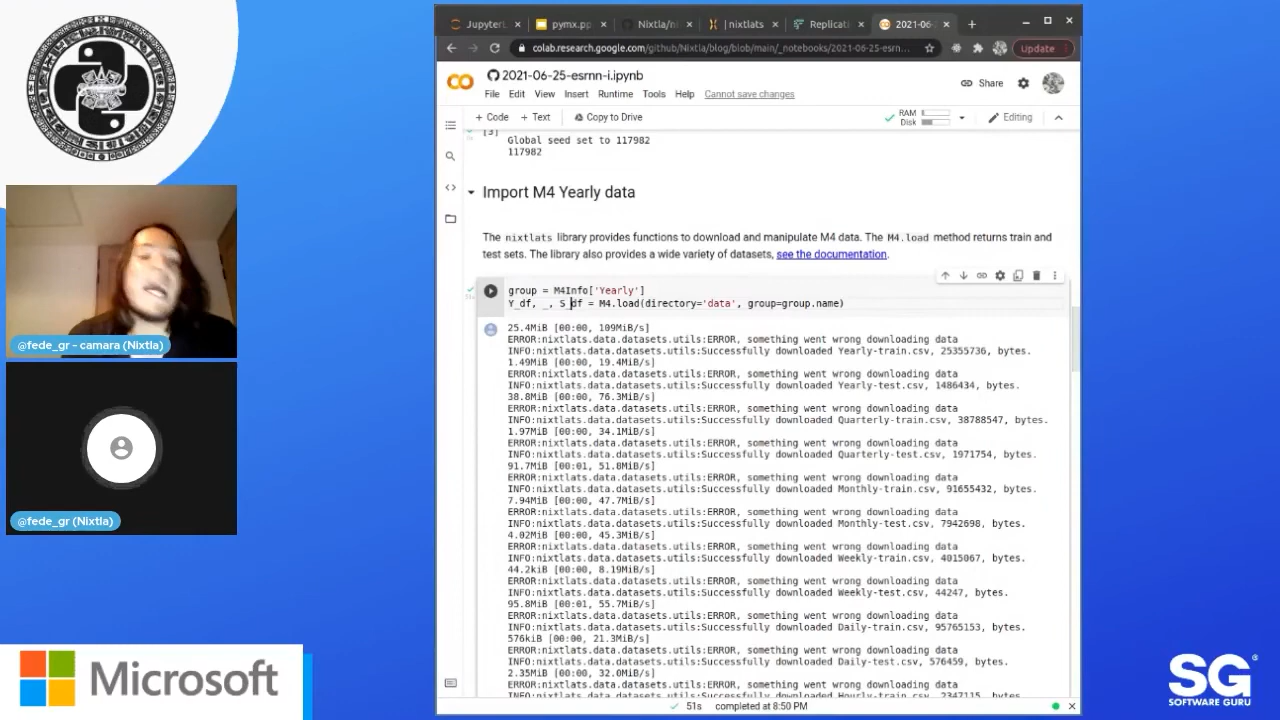 Jupyter
pymx.pp
Nixtla/ni
| nixtlats
Replicati
2021-06-
colab.research.google.com/github/Nixtla/blog/blob/main/_notebooks/2021-06-25-esrn...
Update
2021-06-25-esrnn-i.ipynb
Share
File Edit View Insert Runtime Tools Help Cannot save changes
+ Code + Text Copy to Drive
RAM
Disk
Editing
[3]
Global seed set to 117982
117982
Import M4 Yearly data
The nixtlats library provides functions to download and manipulate M4 data. The M4.load method returns train and
test sets. The library also provides a wide variety of datasets, see the documentation.
group = M4Info['Yearly']
Y_df, _, S_df = M4.load(directory='data', group=group.name)
25.4MiB [00:00, 109MiB/s]
ERROR:nixtlats.data.datasets.utils:ERROR, something went wrong downloading data
INFO:nixtlats.data.datasets.utils:Successfully downloaded Yearly-train.csv, 25355736, bytes.
1.49MiB [00:00, 19.4MiB/s]
ERROR:nixtlats.data.datasets.utils:ERROR, something went wrong downloading data
INFO:nixtlats.data.datasets.utils:Successfully downloaded Yearly-test.csv, 1486434, bytes.
38.8MiB [00:00, 76.3MiB/s]
ERROR:nixtlats.data.datasets.utils:ERROR, something went wrong downloading data
INFO:nixtlats.data.datasets.utils:Successfully downloaded Quarterly-train.csv, 38788547, bytes.
1.97MiB [00:00, 34.1MiB/s]
ERROR:nixtlats.data.datasets.utils:ERROR, something went wrong downloading data
INFO:nixtlats.data.datasets.utils:Successfully downloaded Quarterly-test.csv, 1971754, bytes.
91.7MiB [00:01, 51.8MiB/s]
ERROR:nixtlats.data.datasets.utils:ERROR, something went wrong downloading data
INFO:nixtlats.data.datasets.utils:Successfully downloaded Monthly-train.csv, 91655432, bytes.
7.94MiB [00:00, 47.7MiB/s]
ERROR:nixtlats.data.datasets.utils:ERROR, something went wrong downloading data
INFO:nixtlats.data.datasets.utils:Successfully downloaded Monthly-test.csv, 7942698, bytes.
4.02MiB [00:00, 45.3MiB/s]
ERROR:nixtlats.data.datasets.utils:ERROR, something went wrong downloading data
INFO:nixtlats.data.datasets.utils:Successfully downloaded Weekly-train.csv, 4015067, bytes.
44.2kiB [00:00, 8.19MiB/s]
ERROR:nixtlats.data.datasets.utils:ERROR, something went wrong downloading data
INFO:nixtlats.data.datasets.utils:Successfully downloaded Weekly-test.csv, 44247, bytes.
95.8MiB [00:01, 55.7MiB/s]
ERROR:nixtlats.data.datasets.utils:ERROR, something went wrong downloading data
INFO:nixtlats.data.datasets.utils:Successfully downloaded Daily-train.csv, 95765153, bytes.
576kiB [00:00, 21.3MiB/s]
ERROR:nixtlats.data.datasets.utils:ERROR, something went wrong downloading data
INFO:nixtlats.data.datasets.utils:Successfully downloaded Daily-test.csv, 576459, bytes.
2.35MiB [00:00, 32.0MiB/s]
ERROR:nixtlats.data.datasets.utils:ERROR, something went wrong downloading data
INFO:nixtlats.data.datasets.utils:Successfully downloaded Hourly-train.csv, 2347115, bytes.
51s completed at 8:50 PM
@fede_gr - camara (Nixtla)
@fede_gr (Nixtla)
Microsoft
SG
SOFTWARE GURU